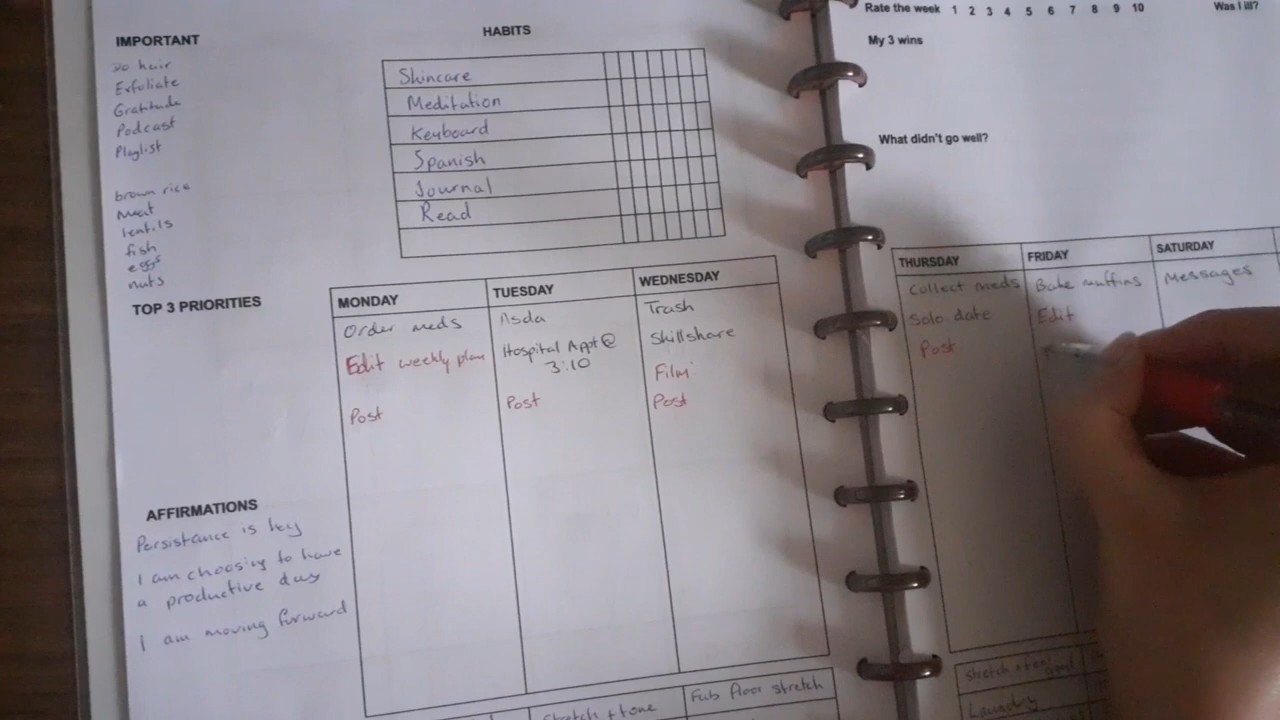 IMPORTANT
Do hair
Exfoliate
Gratitude
Podcast
Playlist
brown rice
meat
lentils
fish
eggs
nuts
HABITS
Skincare
Meditation
Keyboard
Spanish
Journal
Read
TOP 3 PRIORITIES
AFFIRMATIONS
Persistance is key
I am choosing to have
a productive day
I am moving forward
MONDAY
Order meds
Edit weekly plan
Post
TUESDAY
Asda
Hospital Appt @
3:10
Post
WEDNESDAY
Trash
Skillshare
Film
Post
Stretch + tone
Fab floor stretch
Rate the week 1 2 3 4 5 6 7 8 9 10
Was I ill?
My 3 wins
What didn't go well?
THURSDAY
Collect meds
Solo date
Post
FRIDAY
Bake muffins
Edit
SATURDAY
Messages
Stretch + feel good
Laundry